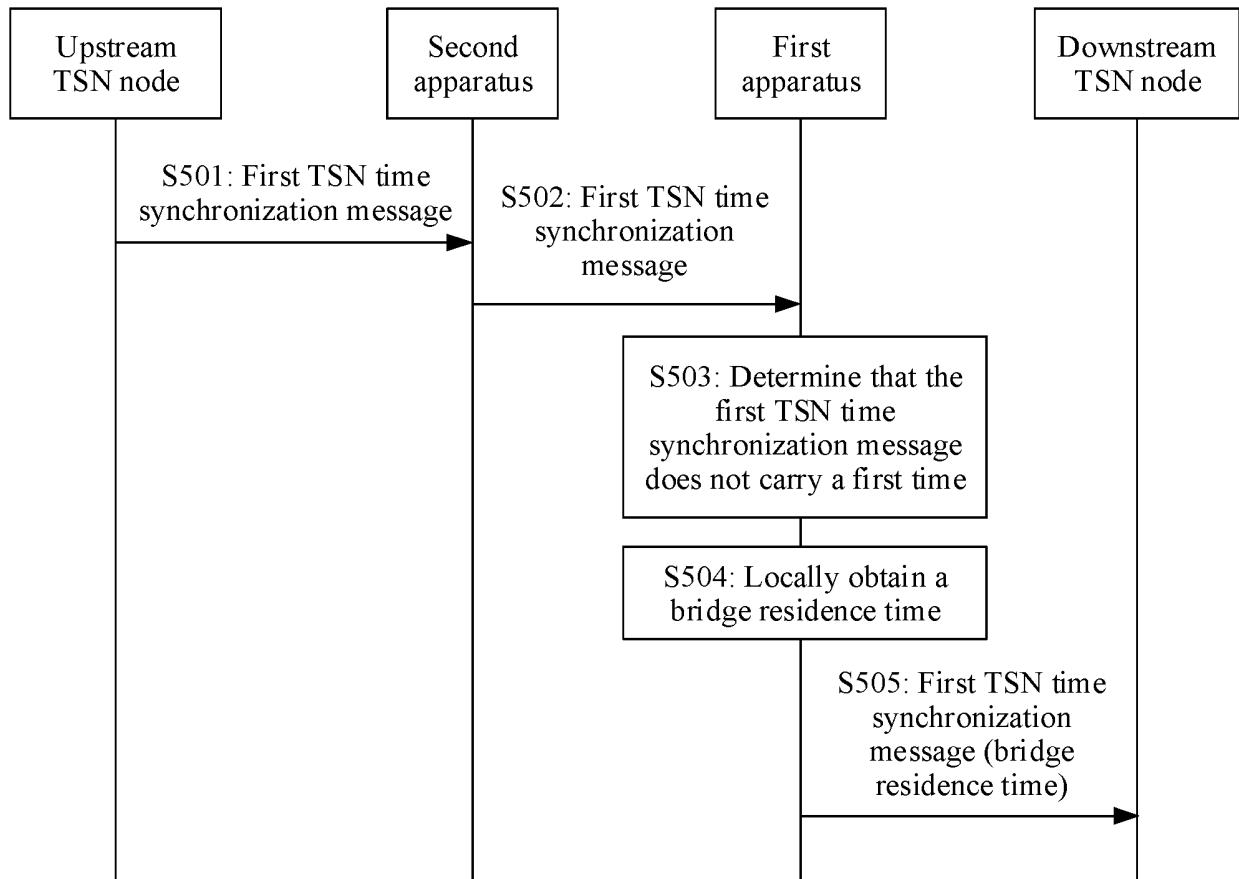 Upstream
TSN node
Second
apparatus
First
apparatus
Downstream
TSN node
S501: First TSN time
synchronization message
S502: First TSN time
synchronization
message
S503: Determine that the
first TSN time
synchronization message
does not carry a first time
S504: Locally obtain a
bridge residence time
S505: First TSN time
synchronization
message (bridge
residence time)